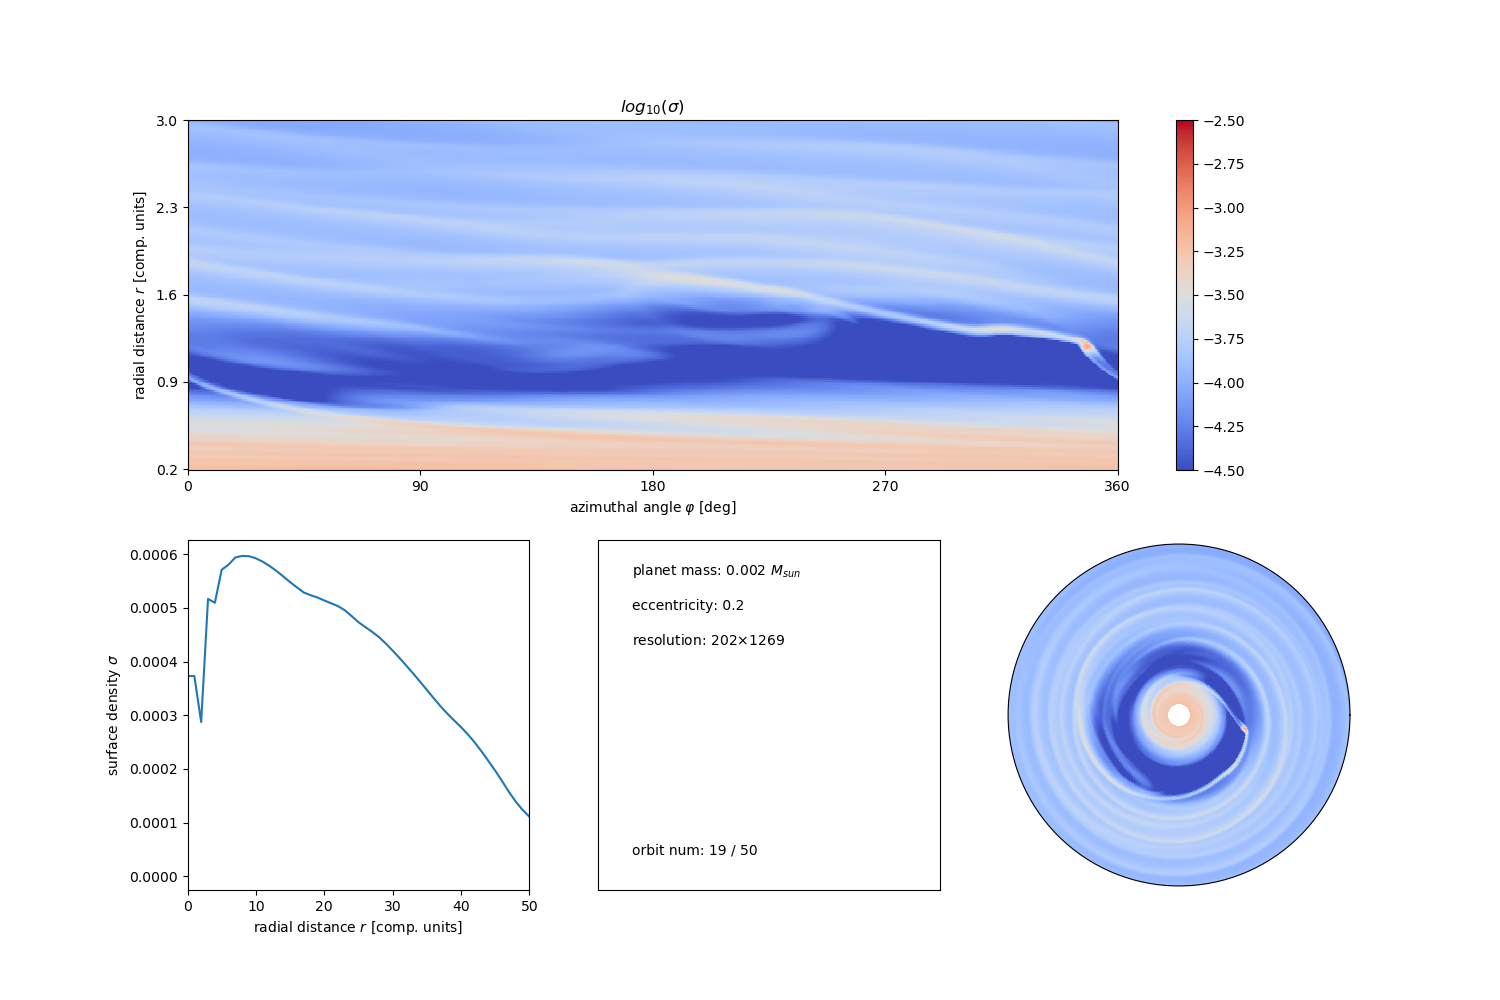 log₁₀(σ)
3.0
2.3
1.6
0.9
0.2
radial distance r [comp. units]
0 90 180 270 360
azimuthal angle φ [deg]
−2.50
−2.75
−3.00
−3.25
−3.50
−3.75
−4.00
−4.25
−4.50
0.0006
0.0005
0.0004
0.0003
0.0002
0.0001
0.0000
surface density σ
0 10 20 30 40 50
radial distance r [comp. units]
planet mass: 0.002 Mₛᵤₙ
eccentricity: 0.2
resolution: 202×1269
orbit num: 19 / 50